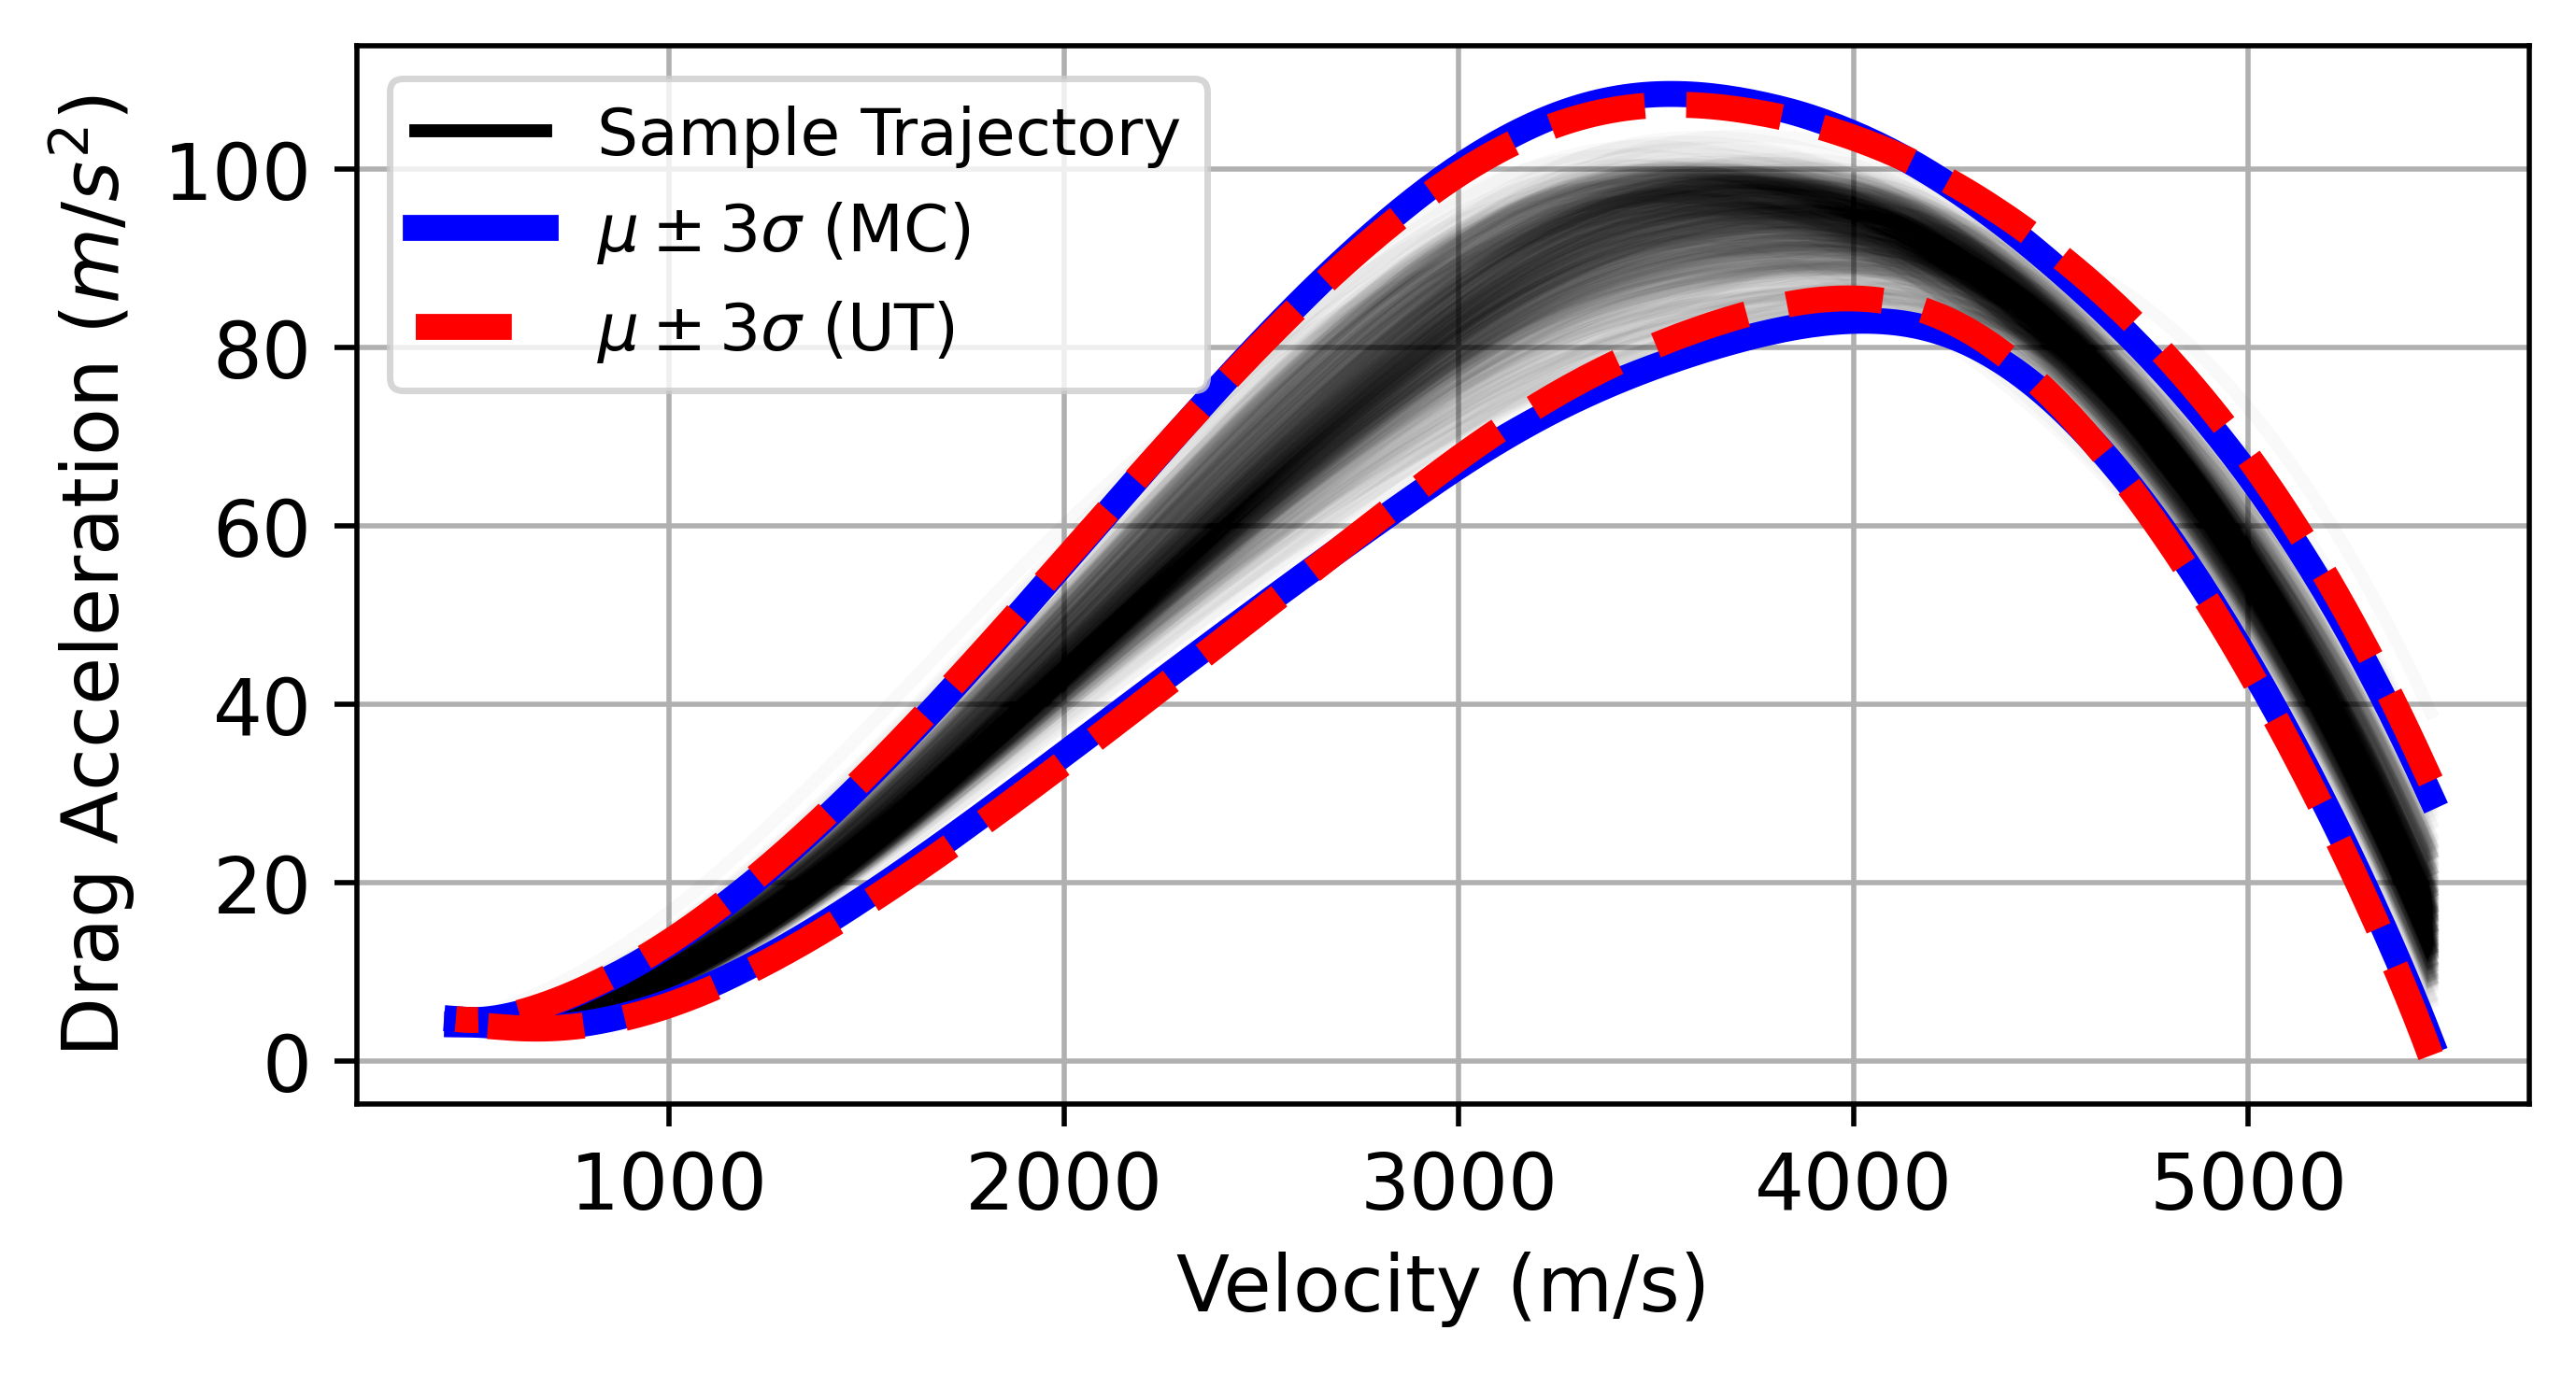 Drag Acceleration (m/s²)
100
80
60
40
20
0
Sample Trajectory
μ ± 3σ (MC)
μ ± 3σ (UT)
1000 2000 3000 4000 5000
Velocity (m/s)